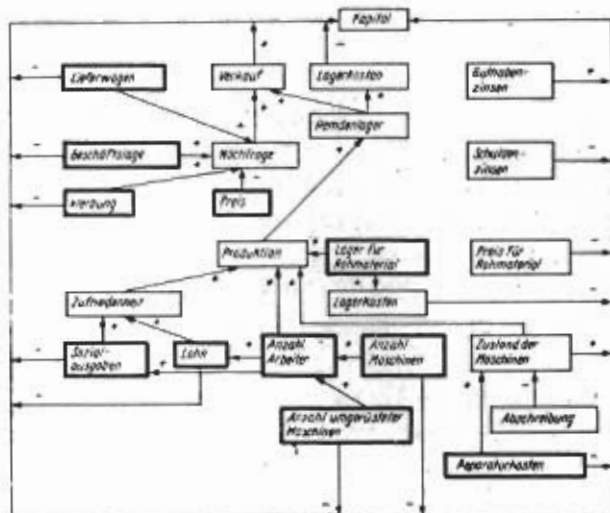 Kapital
Lieferwagen
Verkauf
Lagerkosten
Guthaben-
zinsen
Hemdenlager
Geschäftslage
Nachfrage
Schulden-
zinsen
Werbung
Preis
Produktion
Lager für
Rohmaterial
Preis für
Rohmaterial
Zufriedenheit
Lagerkosten
Sozial-
ausgaben
Lohn
Anzahl
Arbeiter
Anzahl
Maschinen
Zustand der
Maschinen
Anzahl umgerüsteter
Maschinen
Abschreibung
Reparaturkosten